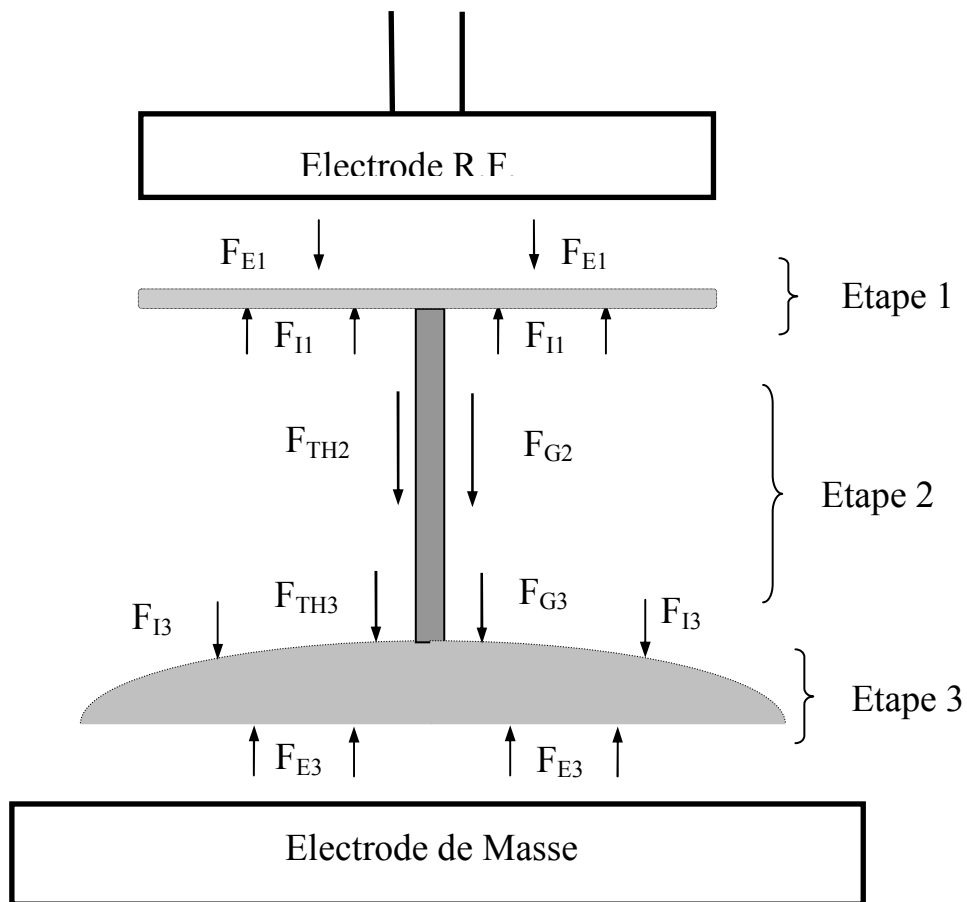 Electrode R.F.
F_E1 F_E1
Etape 1
F_I1 F_I1
F_TH2 F_G2
Etape 2
F_I3 F_TH3 F_G3 F_I3
Etape 3
F_E3 F_E3
Electrode de Masse